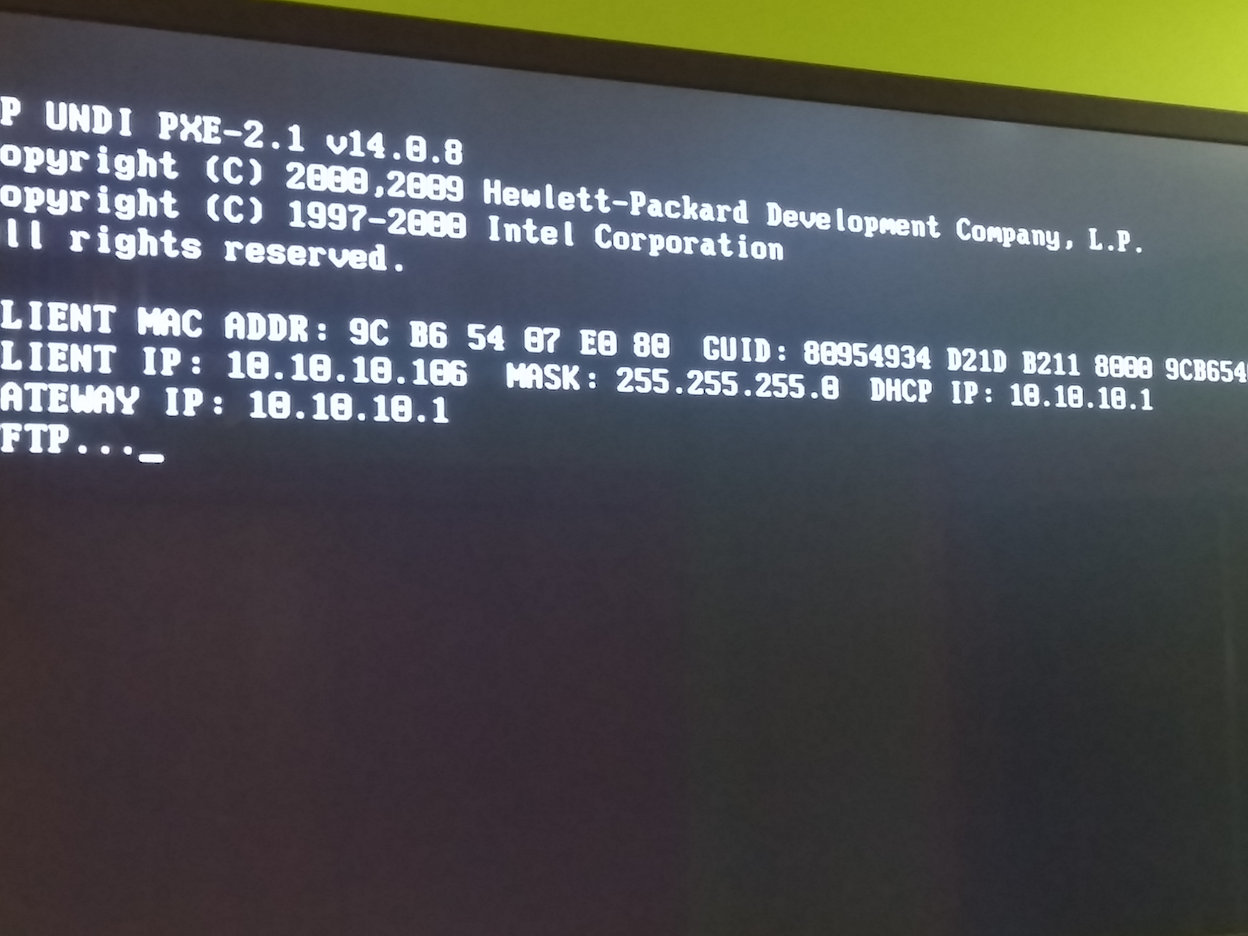 P UNDI PXE-2.1 v14.0.8
opyright (C) 2000,2009 Hewlett-Packard Development Company, L.P.
opyright (C) 1997-2000 Intel Corporation
ll rights reserved.
LIENT MAC ADDR: 9C B6 54 07 E0 80 GUID: 80954934 D21D B211 8000 9CB654
LIENT IP: 10.10.10.106 MASK: 255.255.255.0 DHCP IP: 10.10.10.1
ATEWAY IP: 10.10.10.1
FTP..._